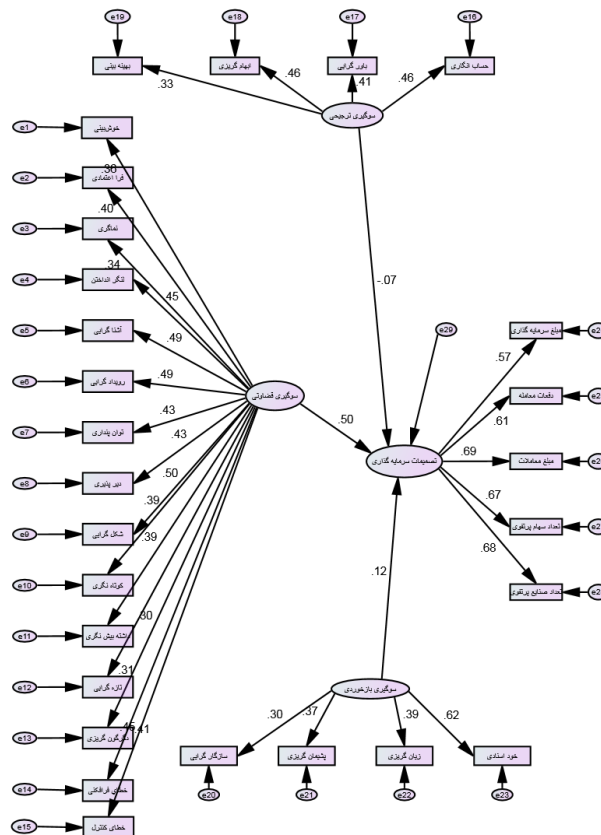 e19
e18
e17
e16
بهینه بینی
ابهام گریزی
باور گرایی
حساب انگاری
.33
.46
.41
.46
سوگیری ترجیحی
e1
خوش‌بینی
e2
فرا اعتمادی
e3
نماگری
e4
لنگر انداختن
e5
آشنا گرایی
e6
رویداد گرایی
e7
توان پنداری
e8
دیر پذیری
e9
شکل گرایی
e10
کوتاه نگری
e11
e12
تازه گرایی
e13
دگرگون گریزی
e14
خطای فرافکنی
e15
خطای کنترل
.38
.40
.34
.45
.49
.49
.43
.43
.50
.39
.39
.30
.31
.45
.41
سوگیری قضاوتی
-.07
e29
.50
تصمیمات سرمایه گذاری
.12
مبلغ سرمایه گذاری
دفعات معامله
مبلغ معاملات
تعداد سهام پرتفوی
تعداد صنایع پرتفوی
.57
.61
.69
.67
.68
سوگیری بازخوردی
.30
.37
.39
.62
سازگار گرایی
پشیمان گریزی
زیان گریزی
خود اسنادی
e20
e21
e22
e23